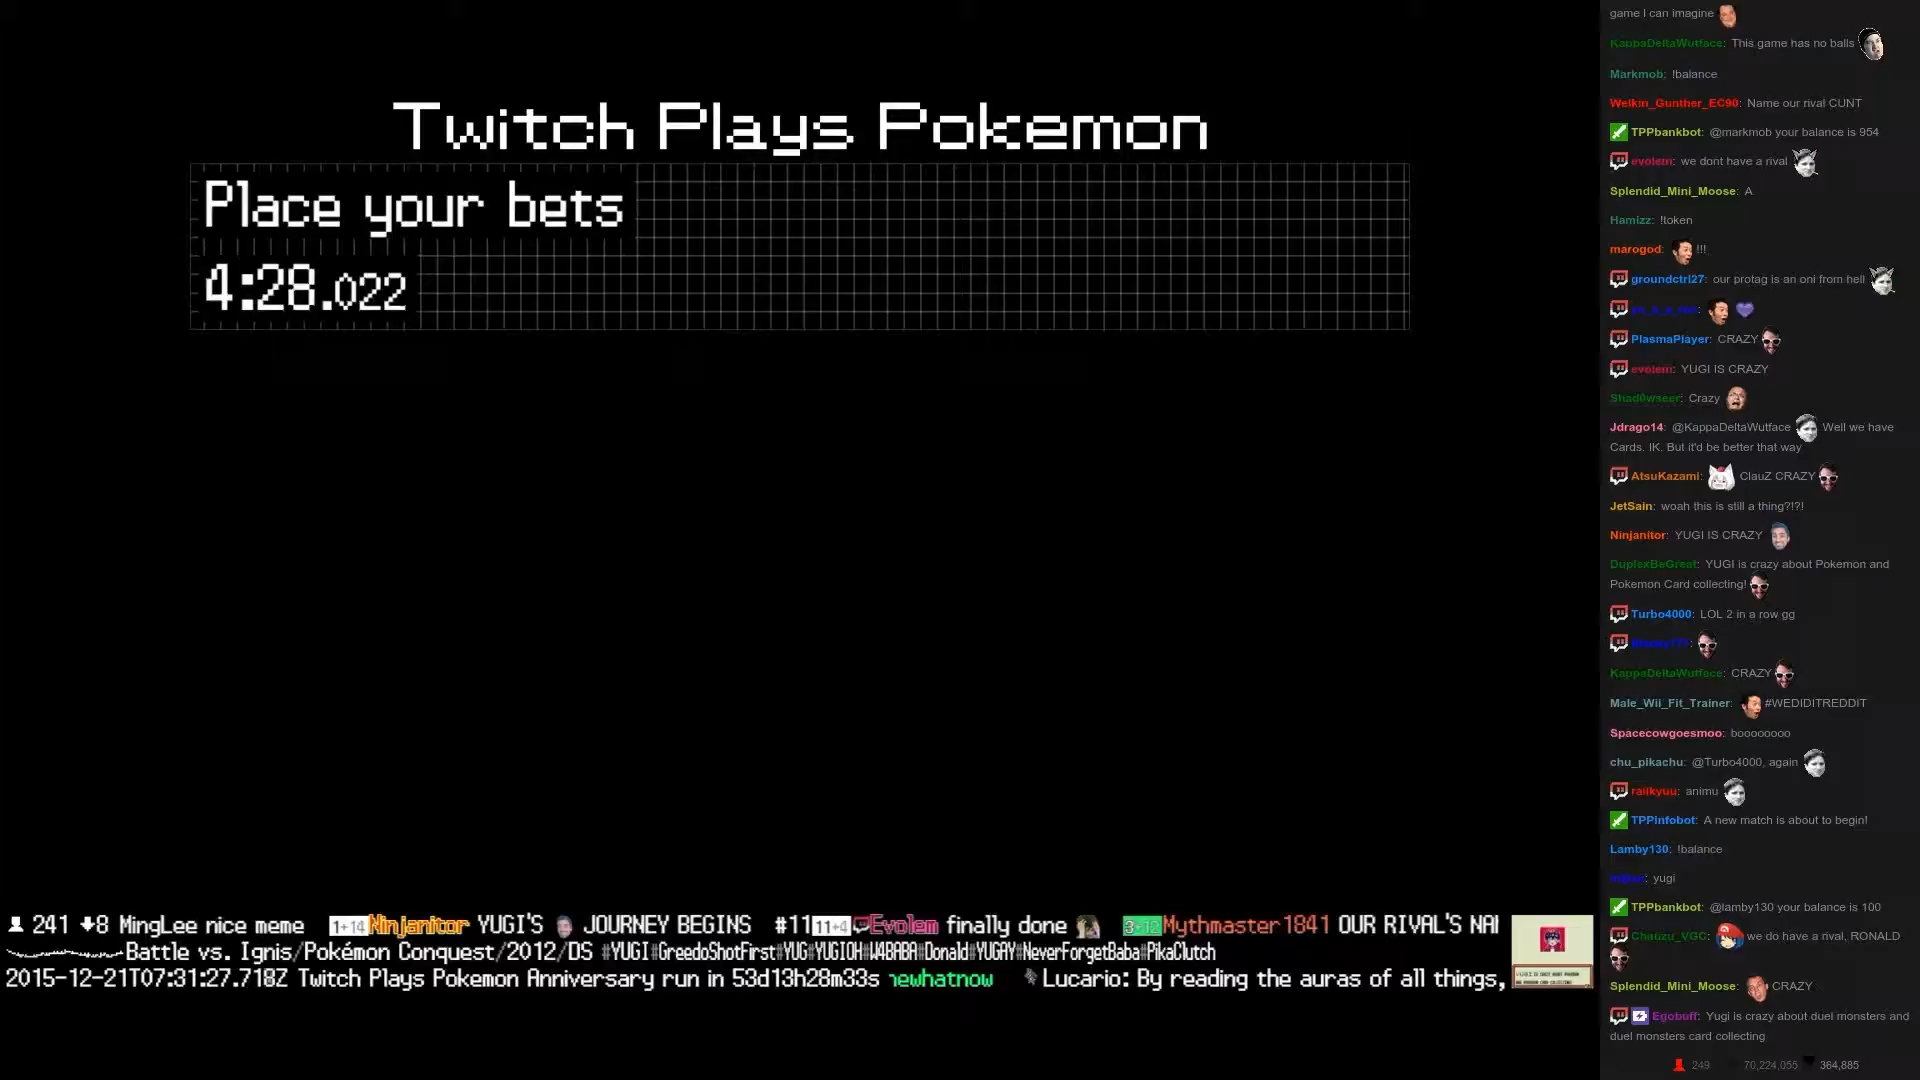 Twitch Plays Pokemon
Place your bets
4:28.022
241 8 MingLee nice meme 1+14 Ninjanitor YUGI'S JOURNEY BEGINS #11 11+4 Evolem finally done 3+12 Mythmaster1841 OUR RIVAL'S NA
Battle vs. Ignis/Pokémon Conquest/2012/DS #YUGI#GreedoShotFirst#YUG#YUGIOH#W4BABA#Donald#YUGAY#NeverForgetBaba#PikaClutch
2015-12-21T07:31:27.718Z Twitch Plays Pokemon Anniversary run in 53d13h28m33s newhatnow Lucario: By reading the auras of all things,
game I can imagine
KappaDeltaWutface: This game has no balls
Markmob: !balance
Welkin_Gunther_EC90: Name our rival CUNT
TPPbankbot: @markmob your balance is 954
evolem: we dont have a rival
Splendid_Mini_Moose: A
Hamizz: !token
marogod: !!!
groundctrl27: our protag is an oni from hell
PlasmaPlayer: CRAZY
evolem: YUGI IS CRAZY
Shad0wseer: Crazy
Jdrago14: @KappaDeltaWutface Well we have
Cards. IK. But it'd be better that way
AtsuKazami: ClauZ CRAZY
JetSain: woah this is still a thing?!?!
Ninjanitor: YUGI IS CRAZY
DuplexBeGreat: YUGI is crazy about Pokemon and
Pokemon Card collecting!
Turbo4000: LOL 2 in a row gg
KappaDeltaWutface: CRAZY
Male_Wii_Fit_Trainer: #WEDIDITREDDIT
Spacecowgoesmoo: boooooooo
chu_pikachu: @Turbo4000, again
raiikyuu: animu
TPPinfobot: A new match is about to begin!
Lamby130: !balance
yugi
TPPbankbot: @lamby130 your balance is 100
Chauzu_VGC: we do have a rival, RONALD
Splendid_Mini_Moose: CRAZY
Egobuff: Yugi is crazy about duel monsters and
duel monsters card collecting
249 70,224,055 364,885